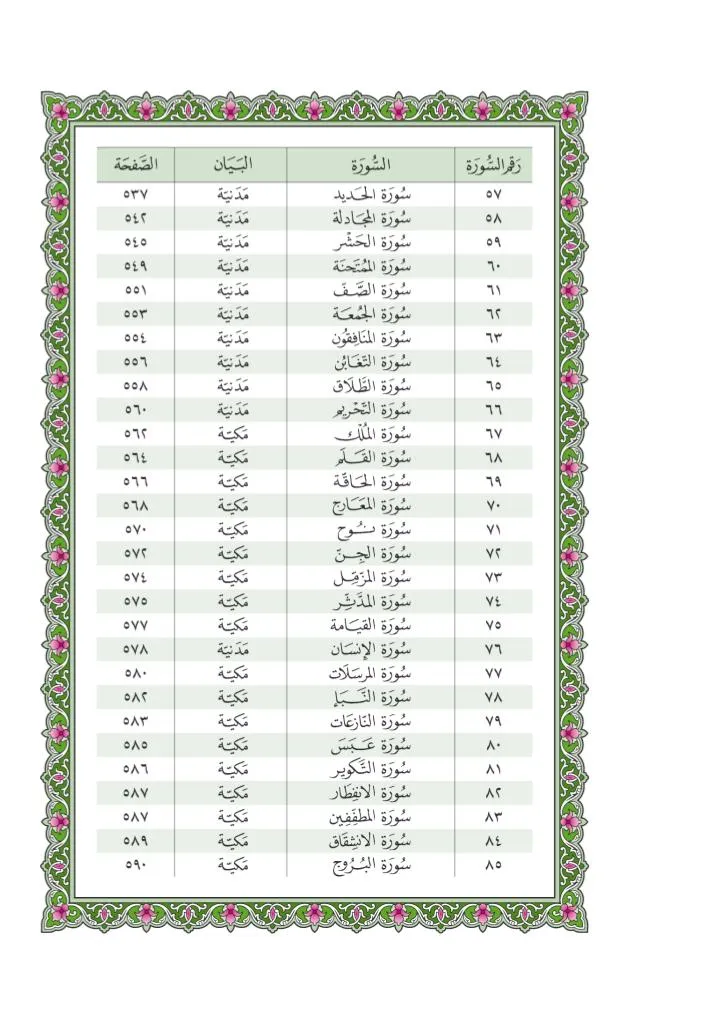 رَقمُ السُّورَة السُّورَة البَيَان الصَّفحَة
٥٧ سُورَة الحَديد مَدَنيّة ٥٣٧
٥٨ سُورَة المجَادلة مَدَنيّة ٥٤٢
٥٩ سُورَة الحَشْر مَدَنيّة ٥٤٥
٦٠ سُورَة الممُتَحنَة مَدَنيّة ٥٤٩
٦١ سُورَة الصَّفّ مَدَنيّة ٥٥١
٦٢ سُورَة الجُمُعَة مَدَنيّة ٥٥٣
٦٣ سُورَة المنَافِقُون مَدَنيّة ٥٥٤
٦٤ سُورَة التّغَابُن مَدَنيّة ٥٥٦
٦٥ سُورَة الطَّلَاق مَدَنيّة ٥٥٨
٦٦ سُورَة التَّحْريم مَدَنيّة ٥٦٠
٦٧ سُورَة المُلْك مَكيّة ٥٦٢
٦٨ سُورَة القَلَم مَكيّة ٥٦٤
٦٩ سُورَة الحَاقّة مَكيّة ٥٦٦
٧٠ سُورَة المعَارج مَكيّة ٥٦٨
٧١ سُورَة نُوح مَكيّة ٥٧٠
٧٢ سُورَة الجِنّ مَكيّة ٥٧٢
٧٣ سُورَة المزّمِّل مَكيّة ٥٧٤
٧٤ سُورَة المدَّثِّر مَكيّة ٥٧٥
٧٥ سُورَة القيَامة مَكيّة ٥٧٧
٧٦ سُورَة الإنسَان مَدَنيّة ٥٧٨
٧٧ سُورَة المرسَلَات مَكيّة ٥٨٠
٧٨ سُورَة النَّبَإ مَكيّة ٥٨٢
٧٩ سُورَة النّازعَات مَكيّة ٥٨٣
٨٠ سُورَة عَبَسَ مَكيّة ٥٨٥
٨١ سُورَة التَّكوير مَكيّة ٥٨٦
٨٢ سُورَة الانفِطار مَكيّة ٥٨٧
٨٣ سُورَة المطفّفِين مَكيّة ٥٨٧
٨٤ سُورَة الانشِقَاق مَكيّة ٥٨٩
٨٥ سُورَة البُرُوج مَكيّة ٥٩٠